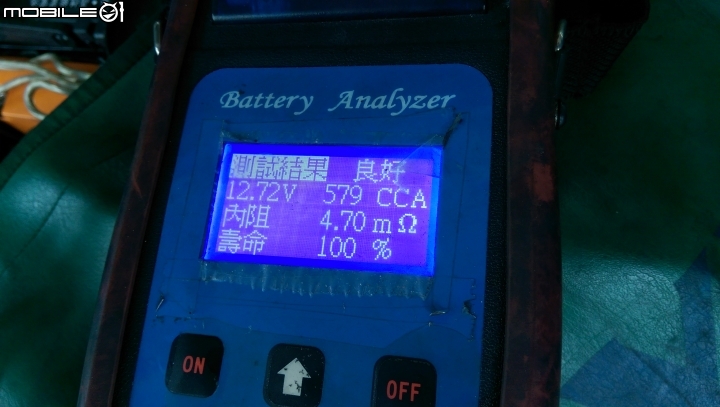 MOBILE01
Battery Analyzer
測試結果 良好
12.72V 579 CCA
內阻 4.70 mΩ
壽命 100 %
ON
OFF